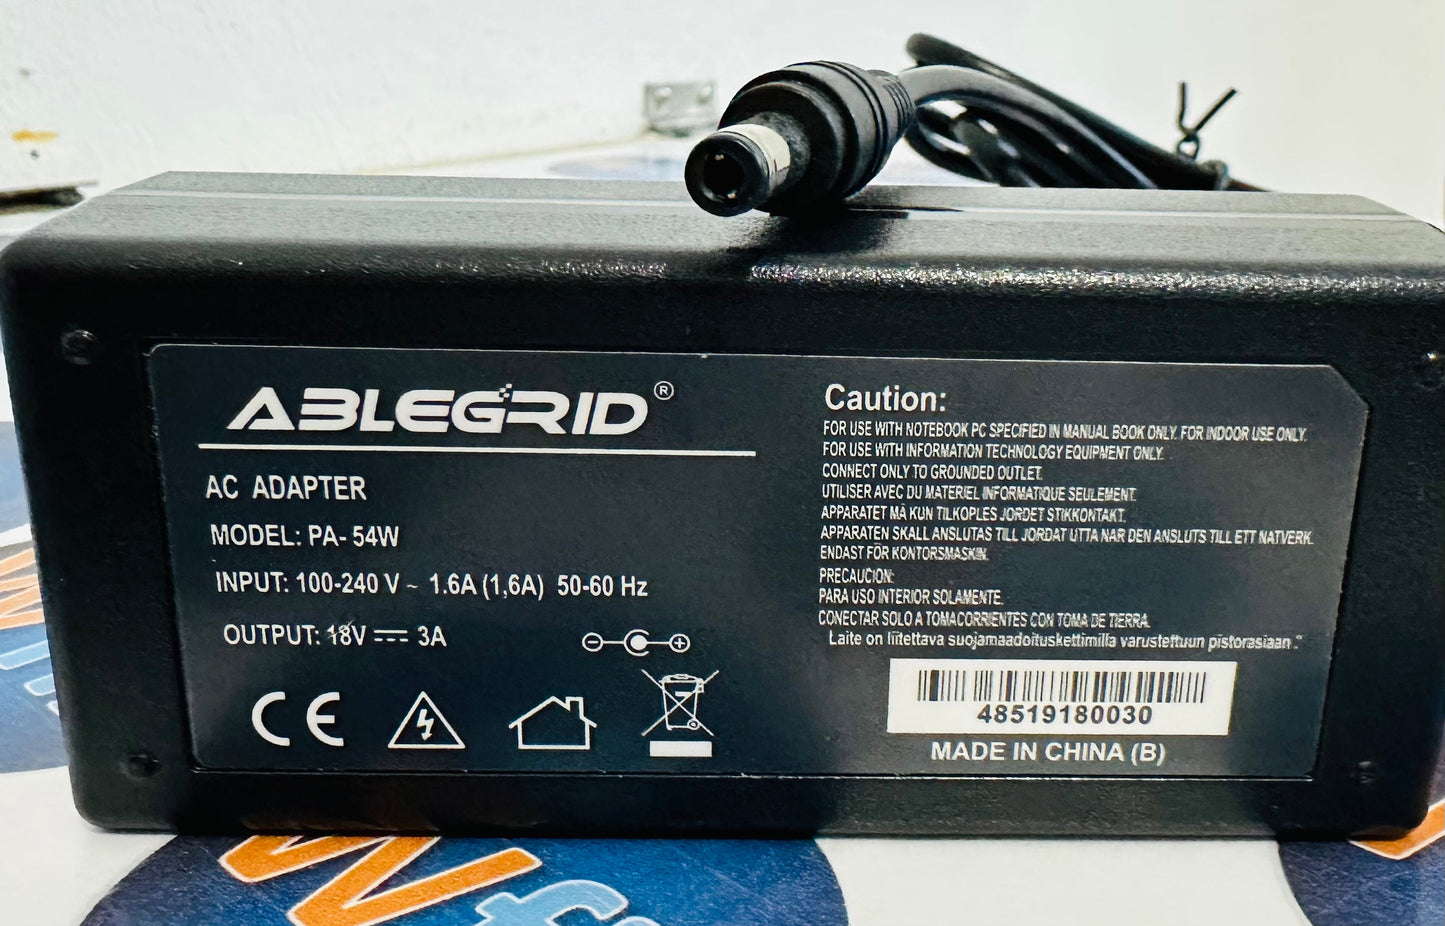 ABLEGRID®
AC ADAPTER
MODEL: PA- 54W
INPUT: 100-240 V ~ 1.6A (1,6A) 50-60 Hz
OUTPUT: 18V ⎓ 3A
CE
Caution:
FOR USE WITH NOTEBOOK PC SPECIFIED IN MANUAL BOOK ONLY. FOR INDOOR USE ONLY.
FOR USE WITH INFORMATION TECHNOLOGY EQUIPMENT ONLY.
CONNECT ONLY TO GROUNDED OUTLET.
UTILISER AVEC DU MATERIEL INFORMATIQUE SEULEMENT.
APPARATET MÅ KUN TILKOPLES JORDET STIKKONTAKT.
APPARATEN SKALL ANSLUTAS TILL JORDAT UTTA NAR DEN ANSLUTS TILL ETT NATVERK.
ENDAST FÖR KONTORSMASKIN.
PRECAUCION:
PARA USO INTERIOR SOLAMENTE.
CONECTAR SOLO A TOMACORRIENTES CON TOMA DE TIERRA.
Laite on liitettava suojamaadoituskettimilla varustettuun pistorasiaan.
48519180030
MADE IN CHINA (B)